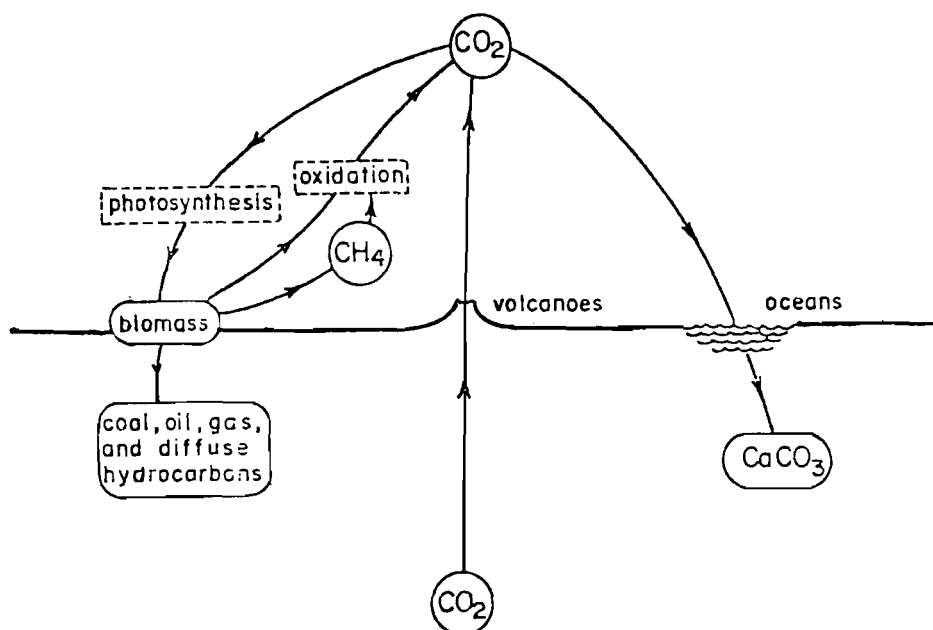 CO2
oxidation
photosynthesis
CH4
volcanoes
oceans
biomass
coal, oil, gas,
and diffuse
hydrocarbons
CaCO3
CO2